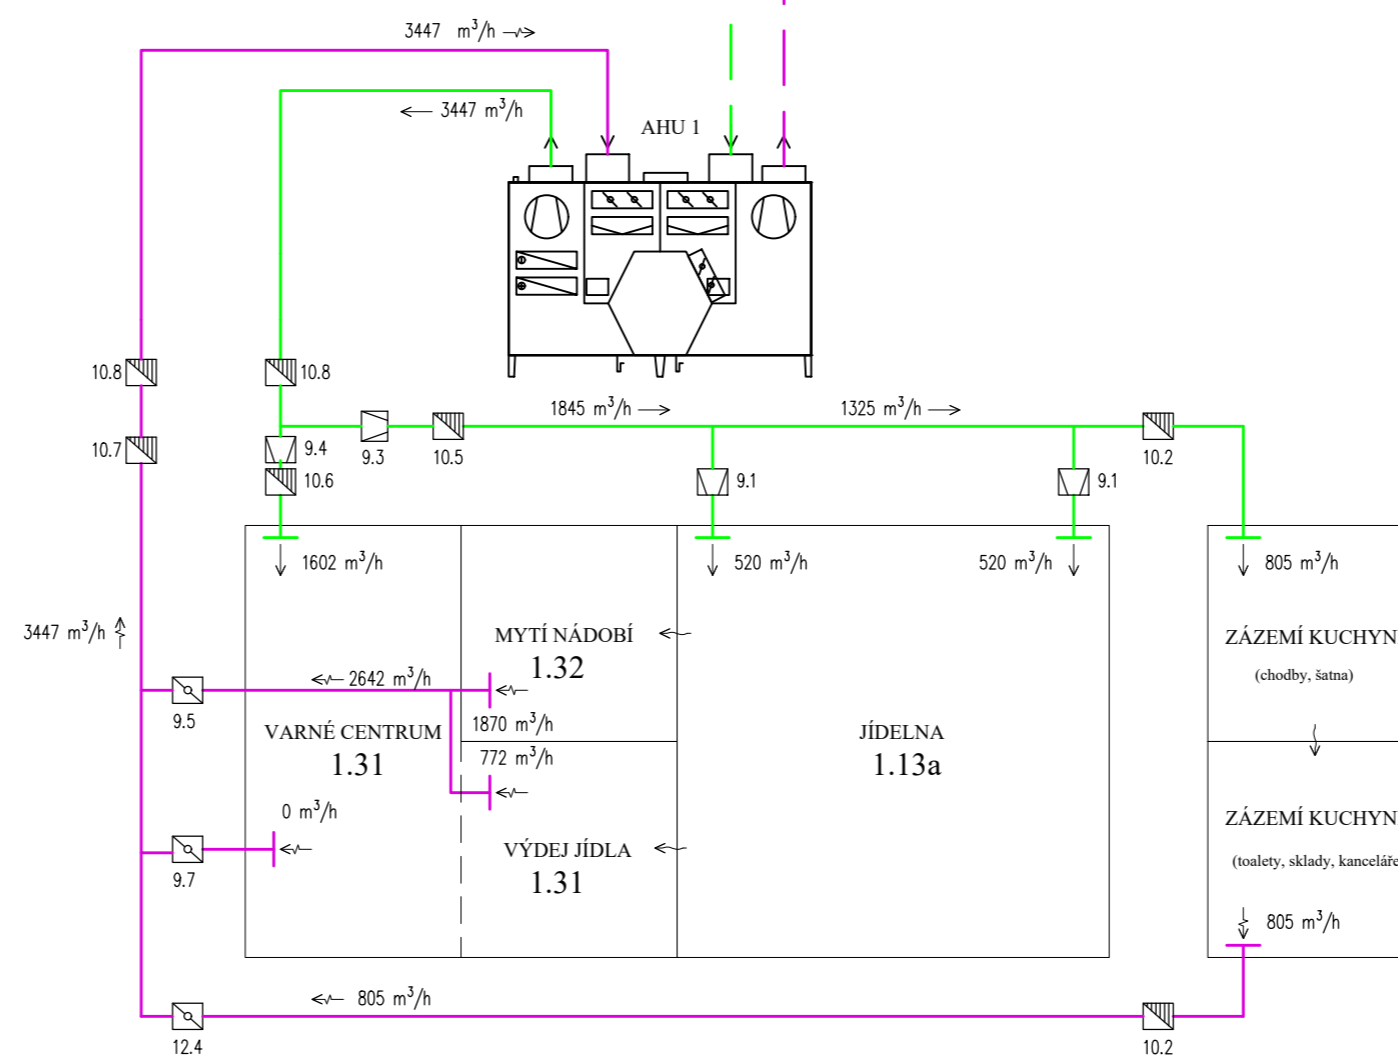 3447 m³/h
3447 m³/h
AHU 1
10.8
10.8
1845 m³/h
1325 m³/h
10.7
9.4
9.3
10.5
10.2
10.6
9.1
9.1
1602 m³/h
520 m³/h
520 m³/h
805 m³/h
3447 m³/h
MYTÍ NÁDOBÍ
1.32
ZÁZEMÍ KUCHYN
(chodby, šatna)
2642 m³/h
9.5
1870 m³/h
VARNÉ CENTRUM
1.31
JÍDELNA
1.13a
772 m³/h
0 m³/h
ZÁZEMÍ KUCHYN
VÝDEJ JÍDLA
1.31
(toalety, sklady, kanceláře
9.7
805 m³/h
805 m³/h
12.4
10.2